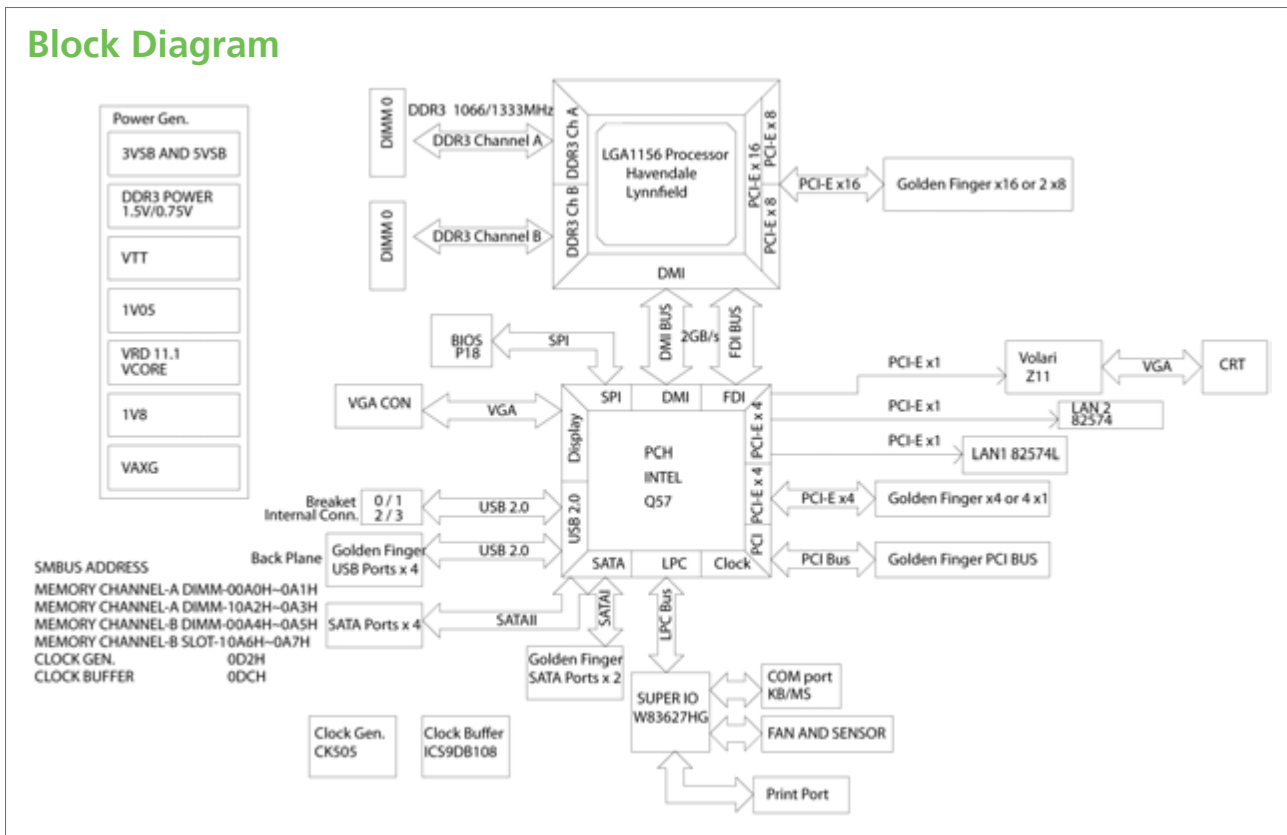 Block Diagram
Power Gen.
3VSB AND 5VSB
DDR3 POWER
1.5V/0.75V
VTT
1V05
VRD 11.1
VCORE
1V8
VAXG
DIMM 0
DDR3 1066/1333MHz
DDR3 Channel A
DDR3 Ch A
DIMM 0
DDR3 Channel B
DDR3 Ch B
LGA1156 Processor
Havendale
Lynnfield
PCI-E x 16
PCI-E x 8
PCI-E x 8
DMI
PCI-E x16
Golden Finger x16 or 2 x8
DMI BUS
2GB/s
FDI BUS
BIOS
P18
SPI
VGA CON
VGA
SPI
DMI
FDI
Display
USB 2.0
PCH
INTEL
Q57
PCI-E x 4
PCI-E x 4
PCI
SATA
LPC
Clock
PCI-E x1
Volari
Z11
VGA
CRT
PCI-E x1
LAN 2
82574
PCI-E x1
LAN1 82574L
PCI-E x4
Golden Finger x4 or 4 x1
PCI Bus
Golden Finger PCI BUS
Breaket
Internal Conn.
0 / 1
2 / 3
USB 2.0
Back Plane
Golden Finger
USB Ports x 4
USB 2.0
SATA Ports x 4
SATAII
SATAI
Golden Finger
SATA Ports x 2
LPC Bus
SUPER IO
W83627HG
COM port
KB/MS
FAN AND SENSOR
Print Port
SMBUS ADDRESS
MEMORY CHANNEL-A DIMM-00A0H~0A1H
MEMORY CHANNEL-A DIMM-10A2H~0A3H
MEMORY CHANNEL-B DIMM-00A4H~0A5H
MEMORY CHANNEL-B SLOT-10A6H~0A7H
CLOCK GEN. 0D2H
CLOCK BUFFER 0DCH
Clock Gen.
CK505
Clock Buffer
ICS9DB108